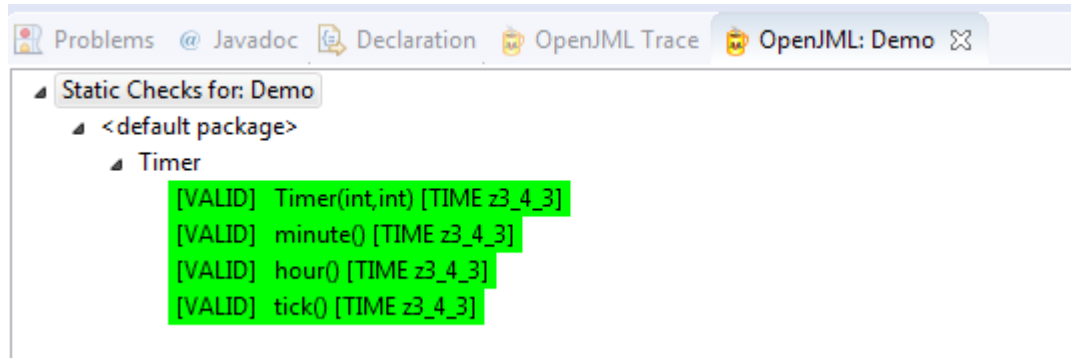 Problems @ Javadoc Declaration OpenJML Trace OpenJML: Demo
Static Checks for: Demo
<default package>
Timer
[VALID] Timer(int,int) [TIME z3_4_3]
[VALID] minute() [TIME z3_4_3]
[VALID] hour() [TIME z3_4_3]
[VALID] tick() [TIME z3_4_3]